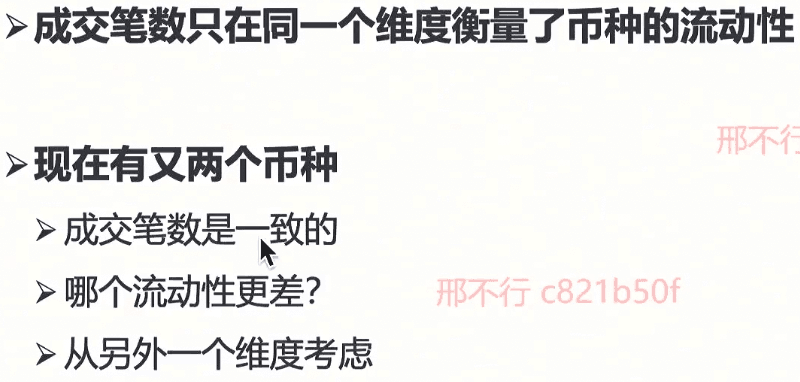 ➢成交笔数只在同一个维度衡量了币种的流动性
邢不行
➢现在有又两个币种
➢成交笔数是一致的
➢哪个流动性更差？
邢不行 c821b50f
➢从另外一个维度考虑